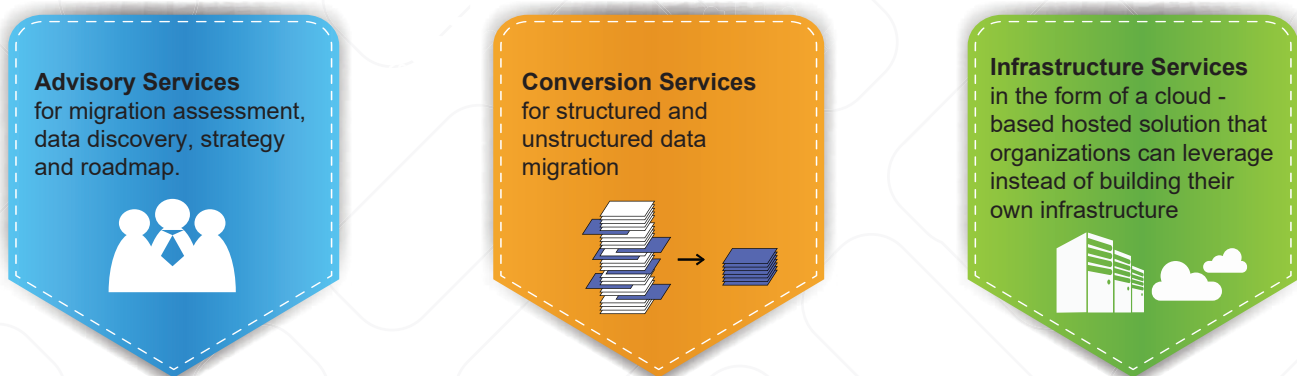 Advisory Services
for migration assessment,
data discovery, strategy
and roadmap.
Conversion Services
for structured and
unstructured data
migration
Infrastructure Services
in the form of a cloud -
based hosted solution that
organizations can leverage
instead of building their
own infrastructure